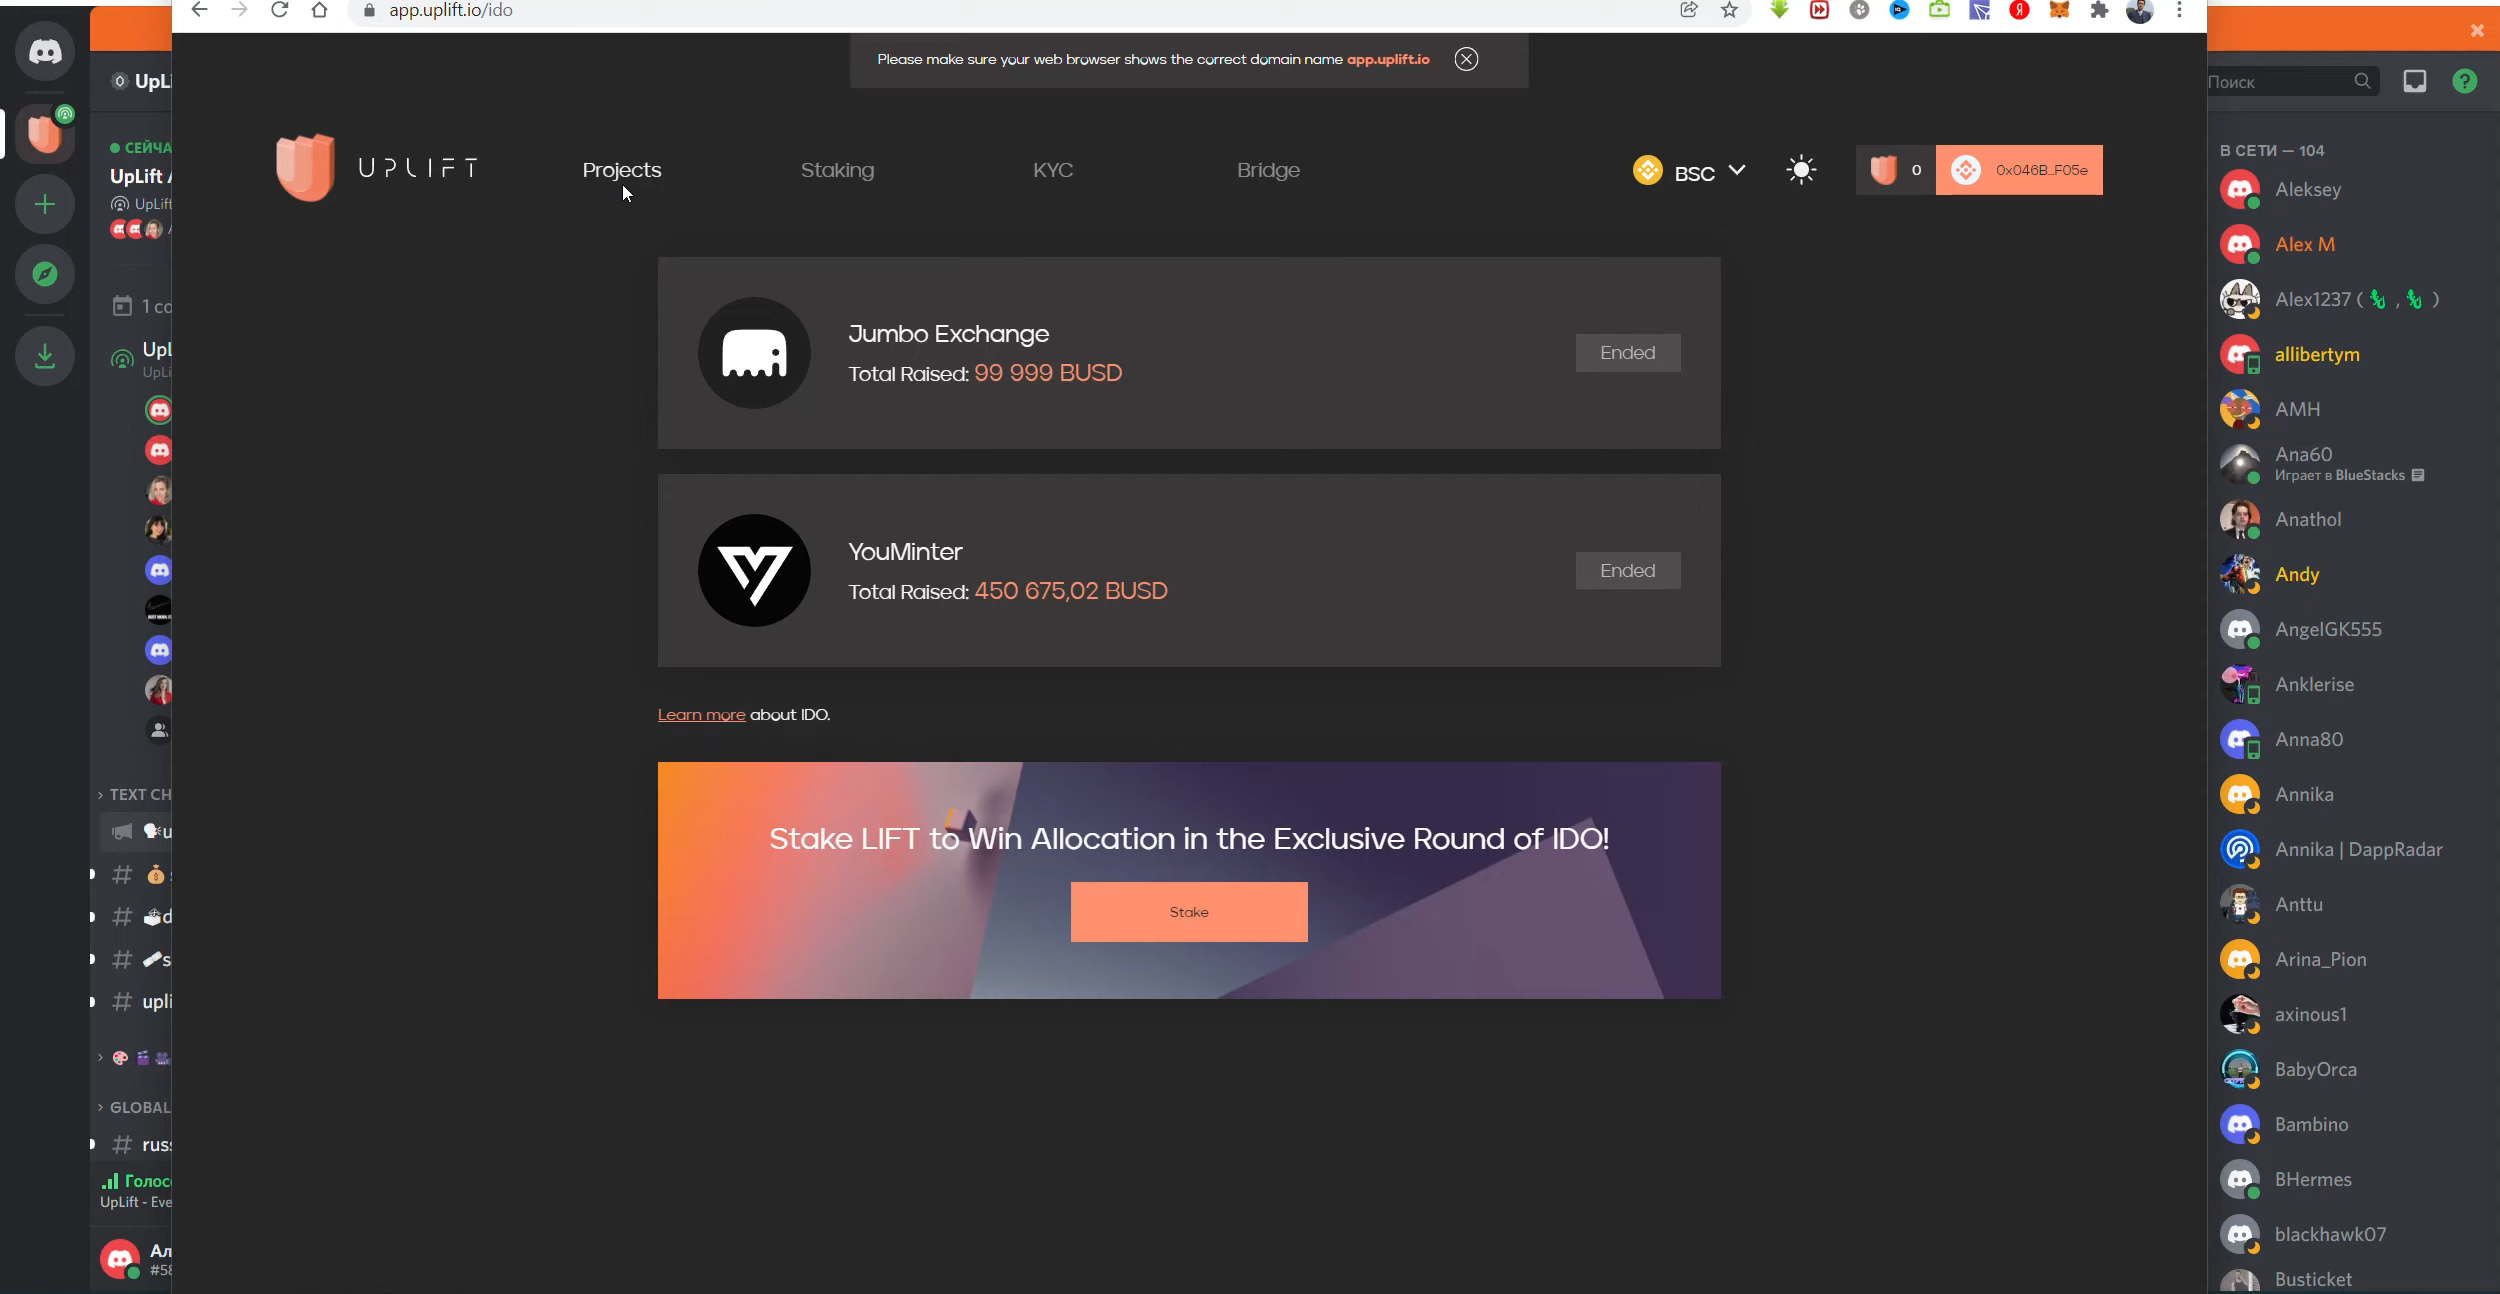 app.uplift.io/ido
Please make sure your web browser shows the correct domain name app.uplift.io
UPLIFT
Projects
Staking
KYC
Bridge
BSC
0
0x046B_F05e
Jumbo Exchange
Total Raised: 99 999 BUSD
Ended
YouMinter
Total Raised: 450 675,02 BUSD
Ended
Learn more about IDO.
Stake LIFT to Win Allocation in the Exclusive Round of IDO!
Stake
UpLi
СЕЙЧА
UpLift
UpLift
1 со
UpL
UpLi
TEXT CH
upli
GLOBAL
russ
Голос
UpLift - Eve
Ал
#58
Поиск
В СЕТИ — 104
Aleksey
Alex M
Alex1237 ( , )
allibertym
AMH
Ana60
Играет в BlueStacks
Anathol
Andy
AngelGK555
Anklerise
Anna80
Annika
Annika | DappRadar
Anttu
Arina_Pion
axinous1
BabyOrca
Bambino
BHermes
blackhawk07
Busticket